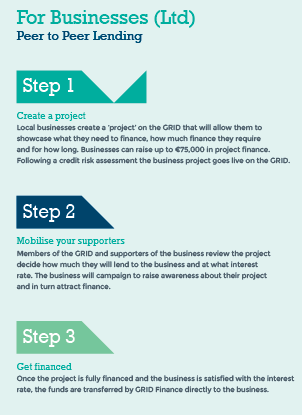 For Businesses (Ltd)
Peer to Peer Lending
Step 1
Create a project
Local businesses create a 'project' on the GRID that will allow them to
showcase what they need to finance, how much finance they require
and for how long. Businesses can raise up to €75,000 in project finance.
Following a credit risk assessment the business project goes live on the GRID.
Step 2
Mobilise your supporters
Members of the GRID and supporters of the business review the project
decide how much they will lend to the business and at what interest
rate. The business will campaign to raise awareness about their project
and in turn attract finance.
Step 3
Get financed
Once the project is fully financed and the business is satisfied with the interest
rate, the funds are transferred by GRID Finance directly to the business.